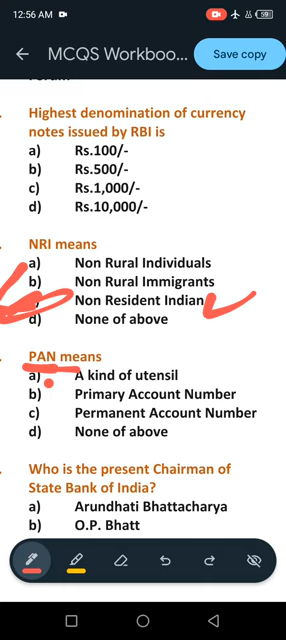 12:56 AM
59
MCQS Workboo...
Save copy
Highest denomination of currency
notes issued by RBI is
a) Rs.100/-
b) Rs.500/-
c) Rs.1,000/-
d) Rs.10,000/-
NRI means
a) Non Rural Individuals
b) Non Rural Immigrants
Non Resident Indian
d) None of above
PAN means
a) A kind of utensil
b) Primary Account Number
c) Permanent Account Number
d) None of above
Who is the present Chairman of
State Bank of India?
a) Arundhati Bhattacharya
b) O.P. Bhatt